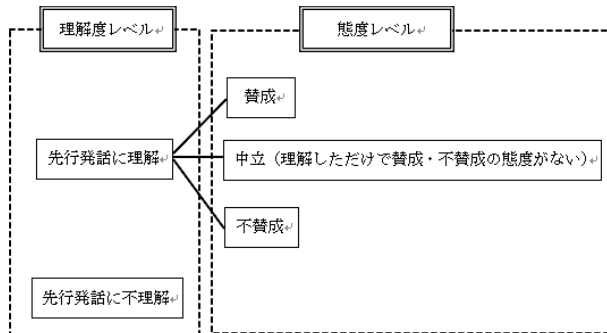 理解度レベル↵
態度レベル↵
賛成↵
先行発話に理解↵
中立（理解しただけで賛成・不賛成の態度がない）↵
不賛成↵
先行発話に不理解↵